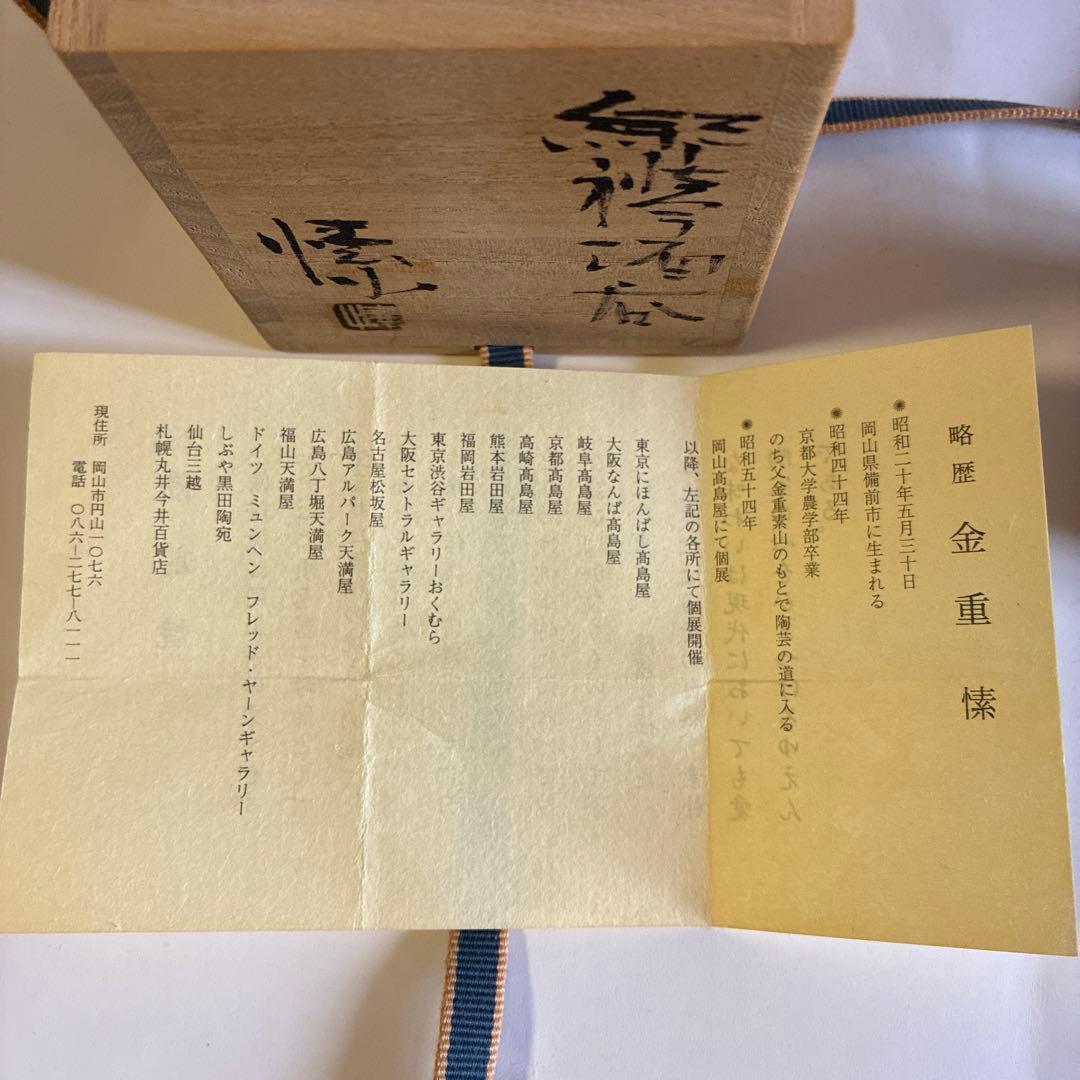 酒呑
愫
略歴 金重愫
◉昭和二十年五月三十日
岡山県備前市に生まれる
◉昭和四十四年
京都大学農学部卒業
のち父、金重素山のもとで陶芸の道に入る
◉昭和五十四年
岡山髙島屋にて個展
以降、左記の各所にて個展開催
東京にほんばし髙島屋
大阪なんば髙島屋
岐阜髙島屋
京都髙島屋
高崎髙島屋
熊本岩田屋
福岡岩田屋
東京渋谷ギャラリーおくむら
大阪セントラルギャラリー
名古屋松坂屋
広島アルパーク天満屋
広島八丁堀天満屋
福山天満屋
ドイツ ミュンヘン フレッド・ヤーンギャラリー
しぶや黒田陶苑
仙台三越
札幌丸井今井百貨店
現住所 岡山市円山一〇七六
電話 〇八六ー二七七ー八一一一